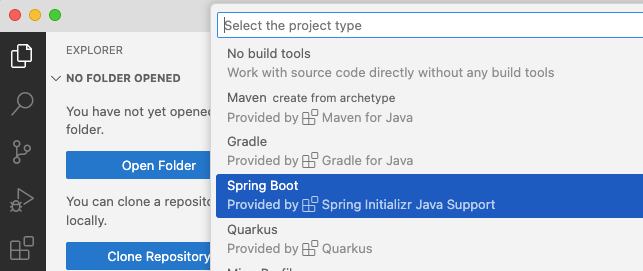 Select the project type
EXPLORER
NO FOLDER OPENED
You have not yet opened
folder.
Open Folder
You can clone a repositor
locally.
Clone Repository
No build tools
Work with source code directly without any build tools
Maven create from archetype
Provided by Maven for Java
Gradle
Provided by Gradle for Java
Spring Boot
Provided by Spring Initializr Java Support
Quarkus
Provided by Quarkus